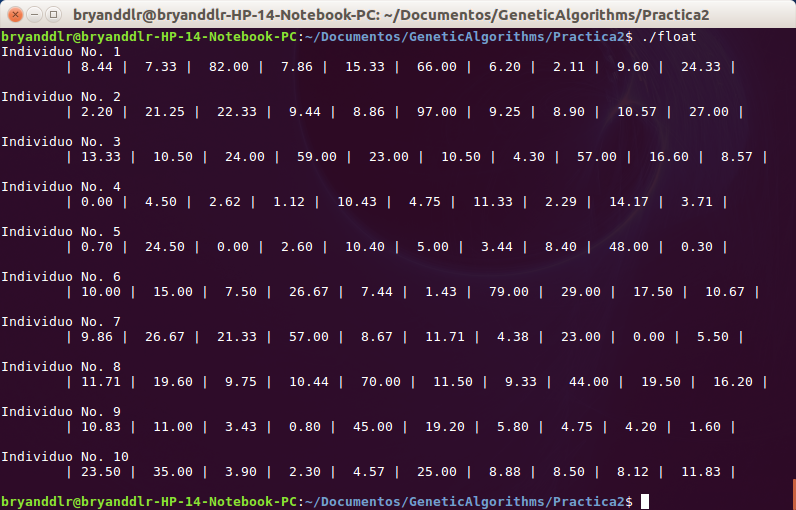 bryanddlr@bryanddlr-HP-14-Notebook-PC: ~/Documentos/GeneticAlgorithms/Practica2
bryanddlr@bryanddlr-HP-14-Notebook-PC:~/Documentos/GeneticAlgorithms/Practica2$ ./float
Individuo No. 1
| 8.44 | 7.33 | 82.00 | 7.86 | 15.33 | 66.00 | 6.20 | 2.11 | 9.60 | 24.33 |
Individuo No. 2
| 2.20 | 21.25 | 22.33 | 9.44 | 8.86 | 97.00 | 9.25 | 8.90 | 10.57 | 27.00 |
Individuo No. 3
| 13.33 | 10.50 | 24.00 | 59.00 | 23.00 | 10.50 | 4.30 | 57.00 | 16.60 | 8.57 |
Individuo No. 4
| 0.00 | 4.50 | 2.62 | 1.12 | 10.43 | 4.75 | 11.33 | 2.29 | 14.17 | 3.71 |
Individuo No. 5
| 0.70 | 24.50 | 0.00 | 2.60 | 10.40 | 5.00 | 3.44 | 8.40 | 48.00 | 0.30 |
Individuo No. 6
| 10.00 | 15.00 | 7.50 | 26.67 | 7.44 | 1.43 | 79.00 | 29.00 | 17.50 | 10.67 |
Individuo No. 7
| 9.86 | 26.67 | 21.33 | 57.00 | 8.67 | 11.71 | 4.38 | 23.00 | 0.00 | 5.50 |
Individuo No. 8
| 11.71 | 19.60 | 9.75 | 10.44 | 70.00 | 11.50 | 9.33 | 44.00 | 19.50 | 16.20 |
Individuo No. 9
| 10.83 | 11.00 | 3.43 | 0.80 | 45.00 | 19.20 | 5.80 | 4.75 | 4.20 | 1.60 |
Individuo No. 10
| 23.50 | 35.00 | 3.90 | 2.30 | 4.57 | 25.00 | 8.88 | 8.50 | 8.12 | 11.83 |
bryanddlr@bryanddlr-HP-14-Notebook-PC:~/Documentos/GeneticAlgorithms/Practica2$